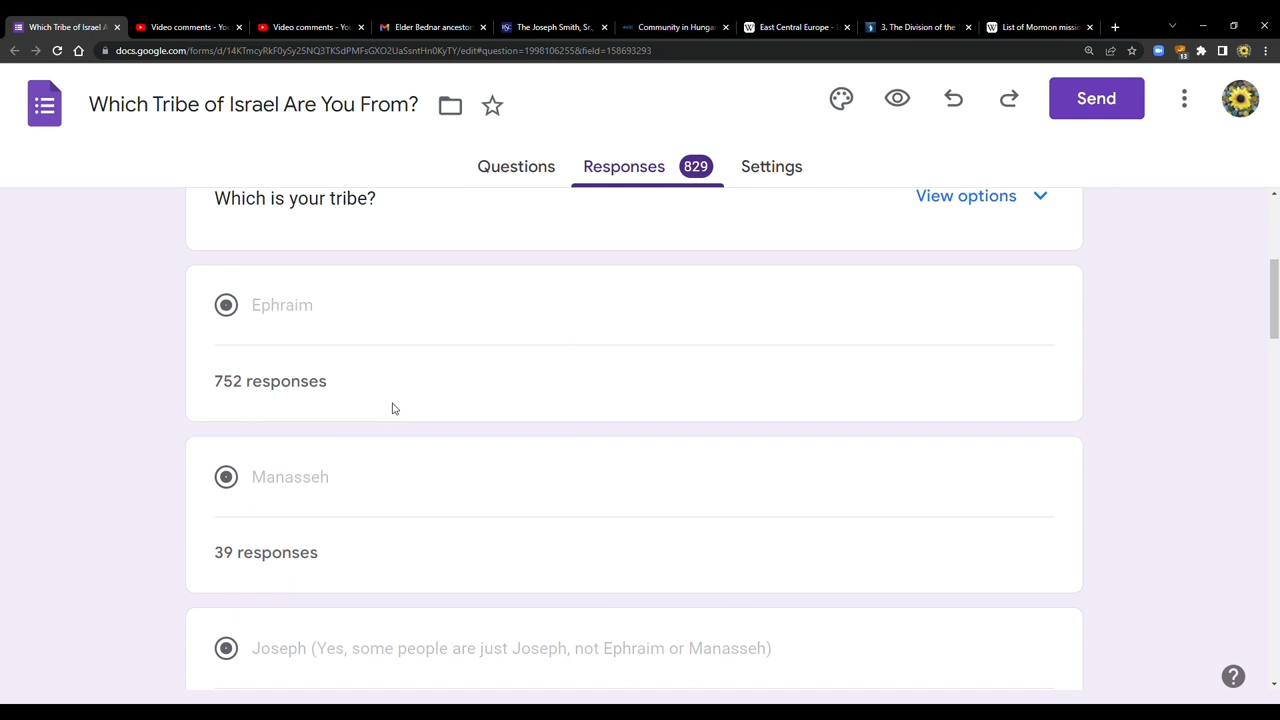 Which Tribe of Israel A
Video comments - Yo
Video comments - Yo
Elder Bednar ancestor
The Joseph Smith, Sr.
Community in Hunga
East Central Europe -
3. The Division of the
List of Mormon missi
docs.google.com/forms/d/14KTmcyRkF0ySy25NQ3TKSdPMFsGXO2UaSsntHn0KyTY/edit#question=1998106255&field=158693293
13
Which Tribe of Israel Are You From?
Send
Questions
Responses 829
Settings
Which is your tribe?
View options
Ephraim
752 responses
Manasseh
39 responses
Joseph (Yes, some people are just Joseph, not Ephraim or Manasseh)